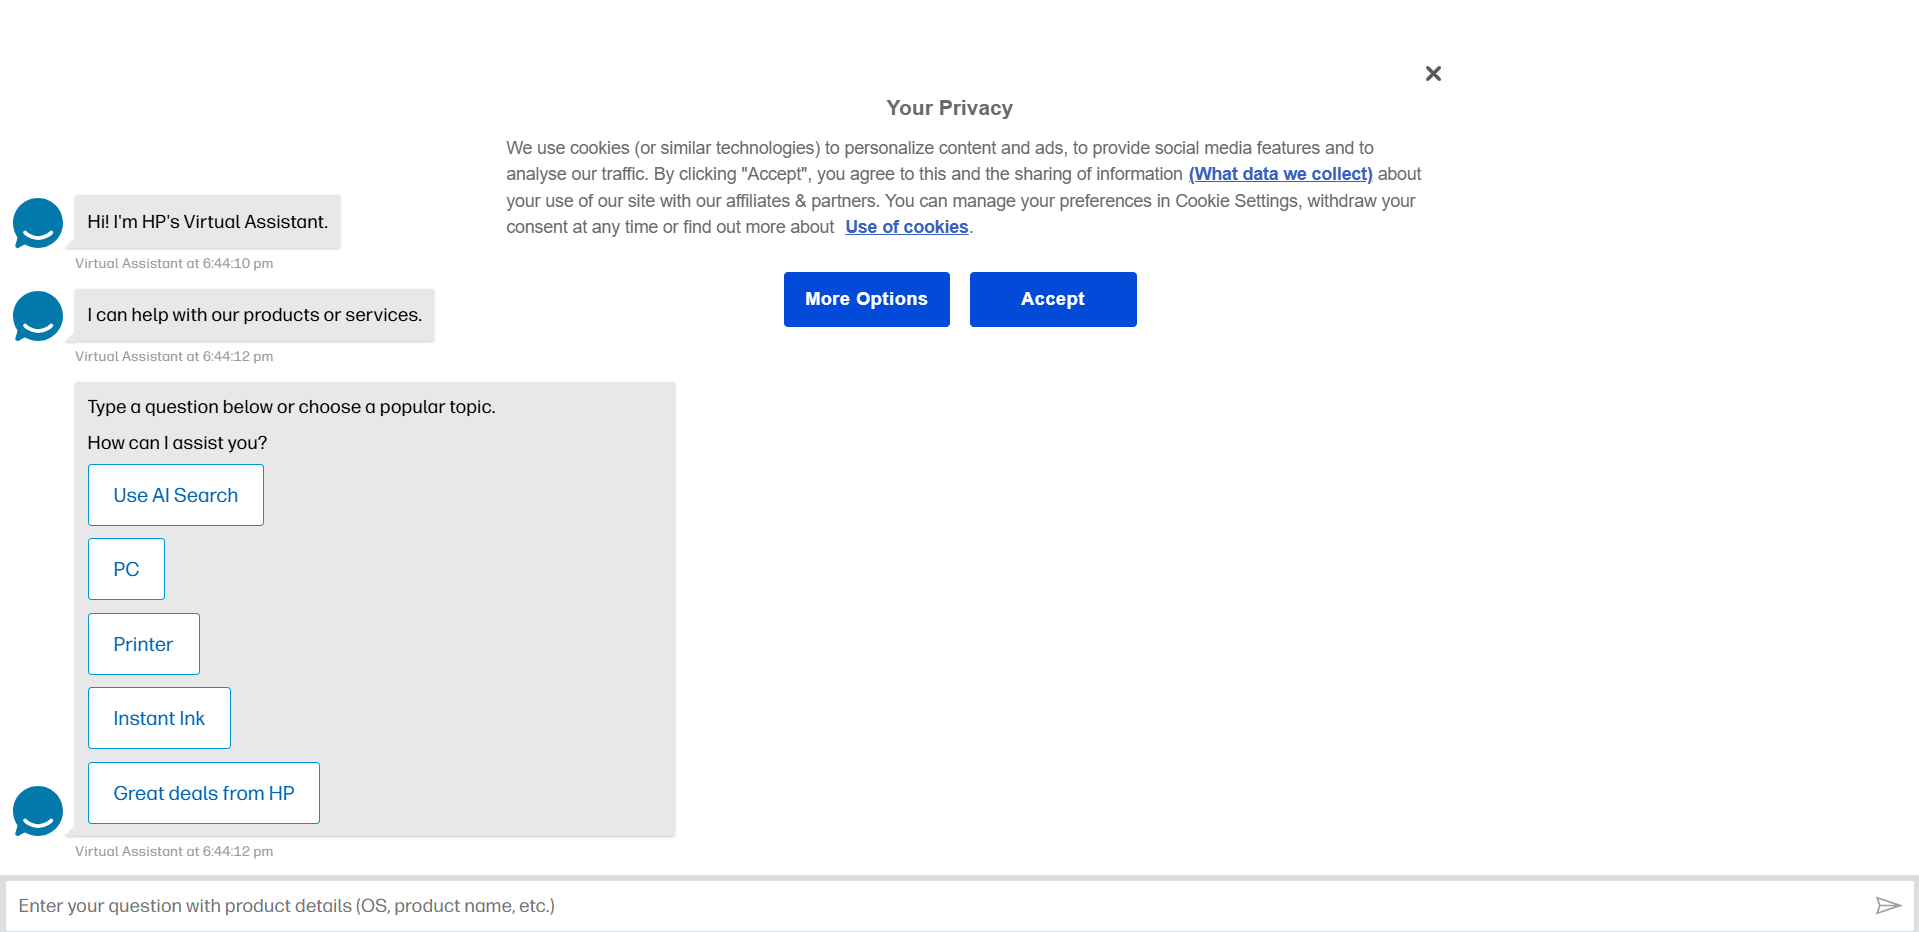 Your Privacy
We use cookies (or similar technologies) to personalize content and ads, to provide social media features and to
analyse our traffic. By clicking "Accept", you agree to this and the sharing of information (What data we collect) about
your use of our site with our affiliates & partners. You can manage your preferences in Cookie Settings, withdraw your
consent at any time or find out more about Use of cookies.
More Options
Accept
Hi! I'm HP's Virtual Assistant.
Virtual Assistant at 6:44:10 pm
I can help with our products or services.
Virtual Assistant at 6:44:12 pm
Type a question below or choose a popular topic.
How can I assist you?
Use AI Search
PC
Printer
Instant Ink
Great deals from HP
Virtual Assistant at 6:44:12 pm
Enter your question with product details (OS, product name, etc.)